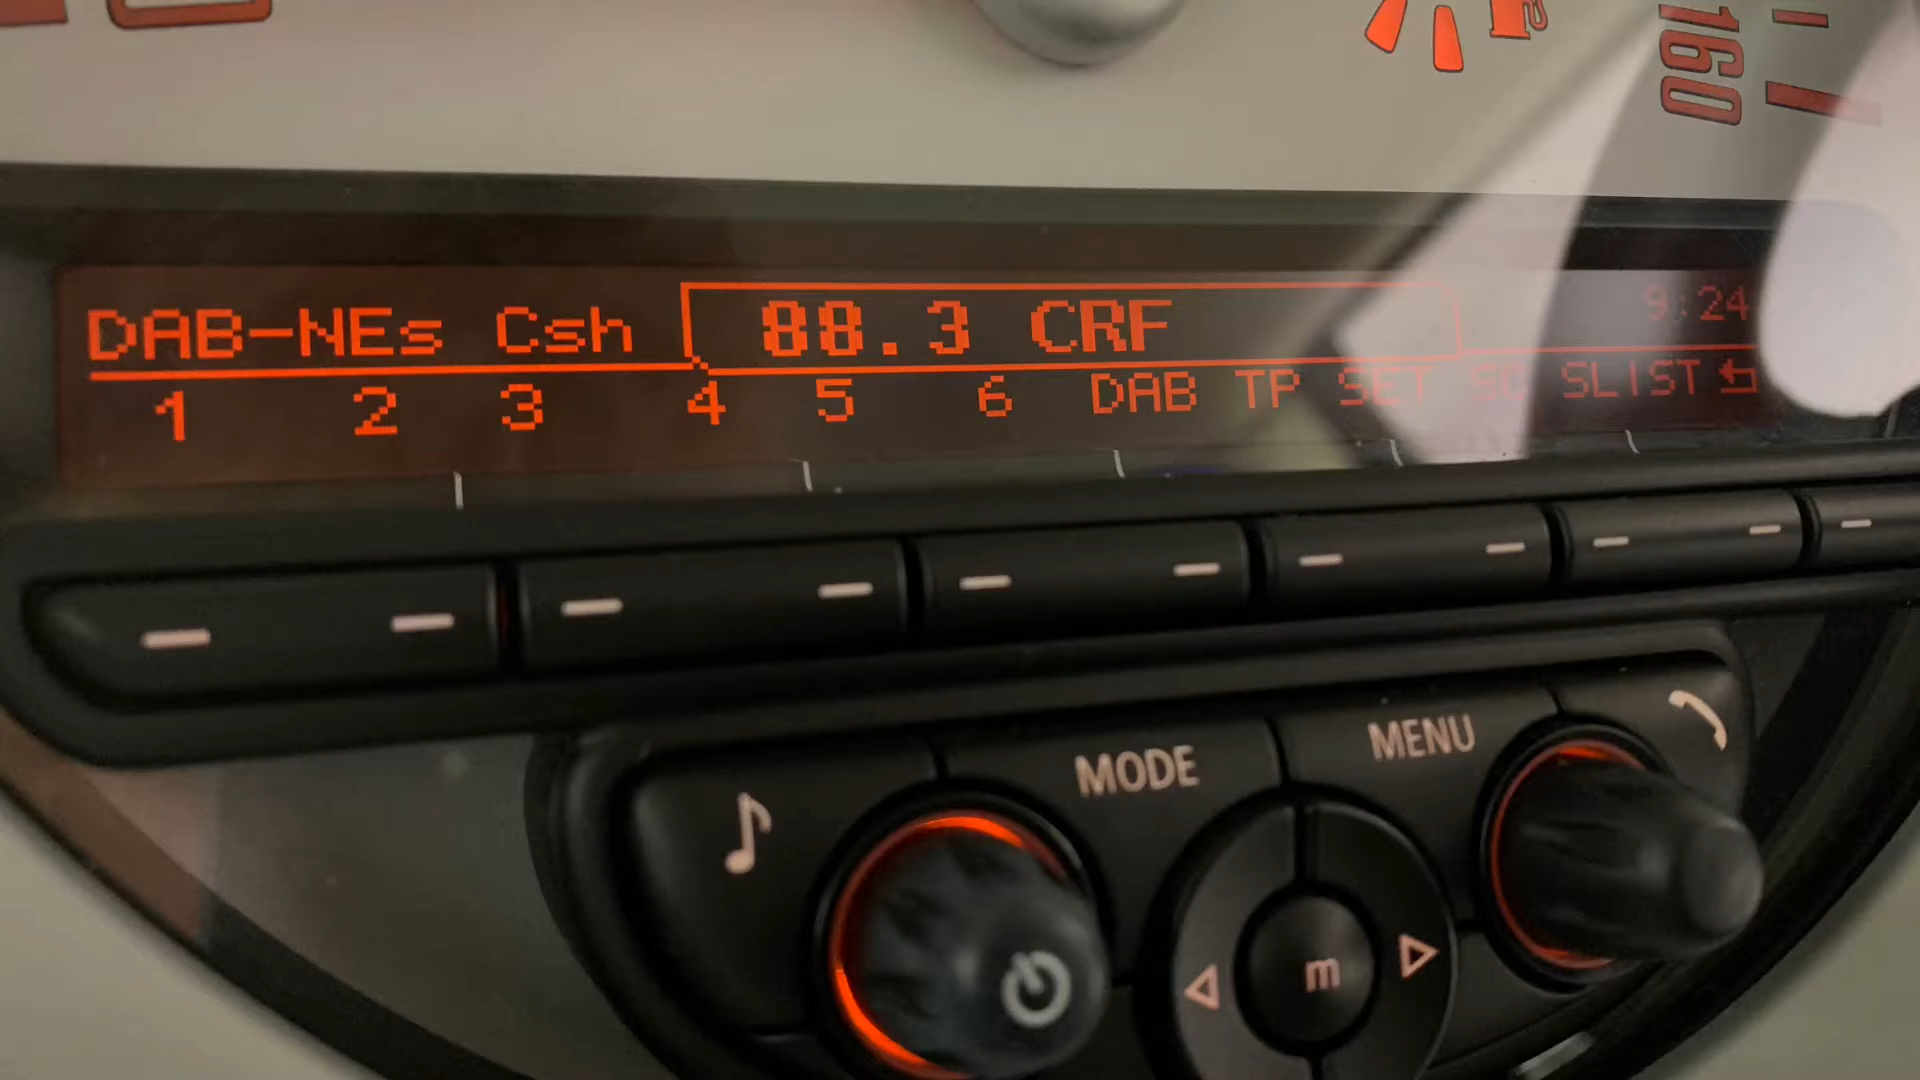 160
DAB-NEs Csh 88.3 CRF 9:24
1 2 3 4 5 6 DAB TP SET SC SLIST
MODE MENU
m